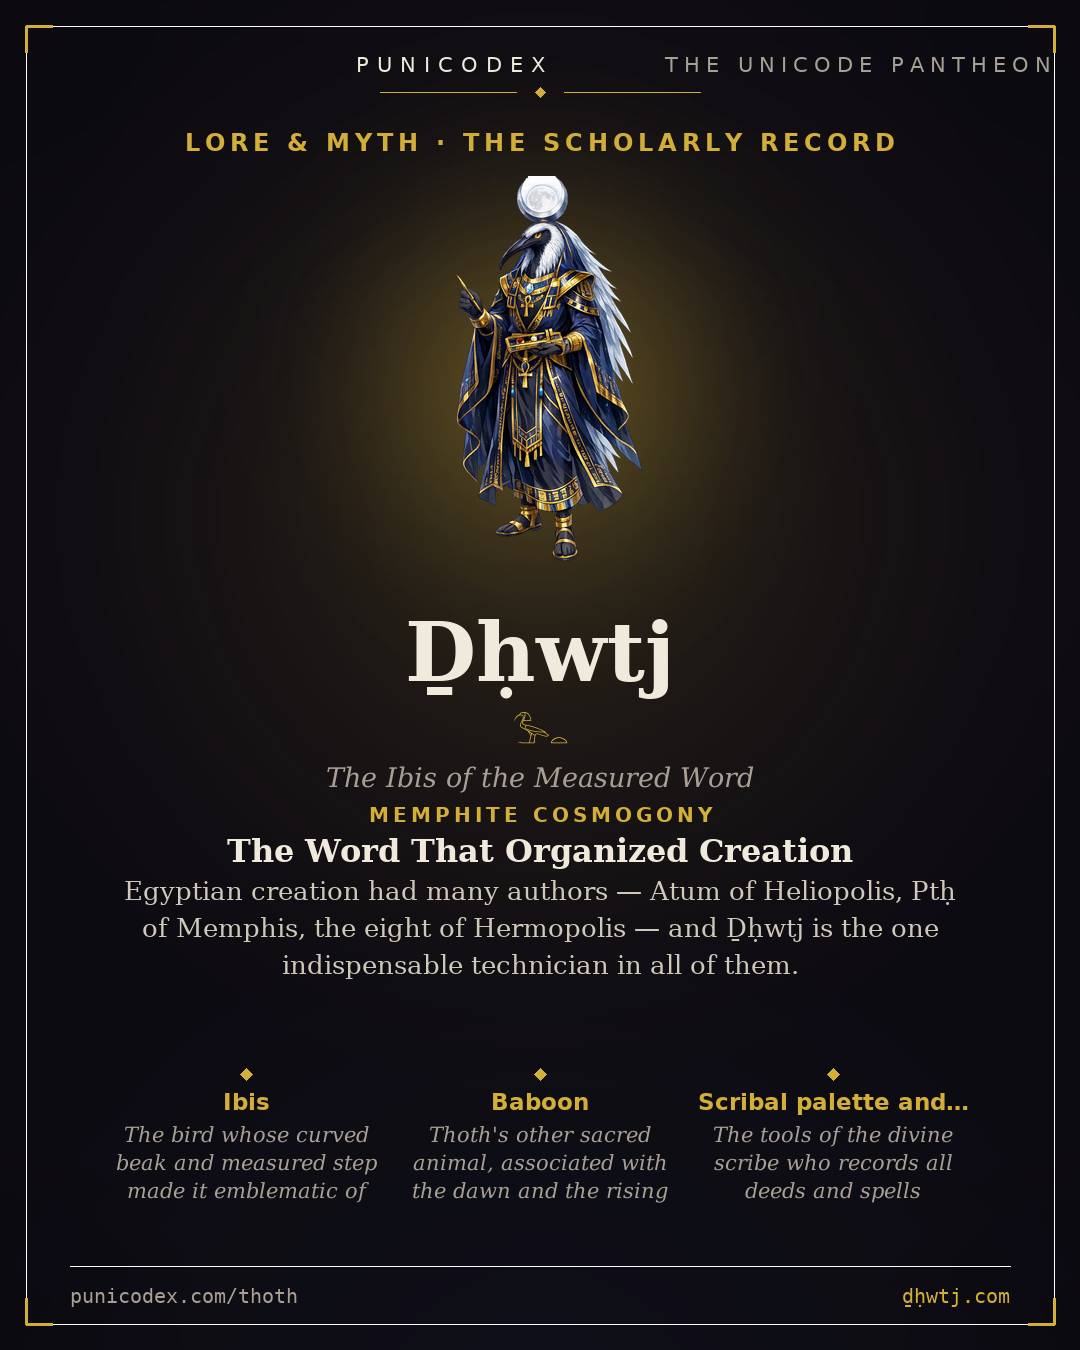 PUNICODEX THE UNICODE PANTHEON
LORE & MYTH · THE SCHOLARLY RECORD
Ḏḥwtj
𓅝𓏏
The Ibis of the Measured Word
MEMPHITE COSMOGONY
The Word That Organized Creation
Egyptian creation had many authors — Atum of Heliopolis, Ptḥ
of Memphis, the eight of Hermopolis — and Ḏḥwtj is the one
indispensable technician in all of them.
Ibis
The bird whose curved
beak and measured step
made it emblematic of
Baboon
Thoth's other sacred
animal, associated with
the dawn and the rising
Scribal palette and…
The tools of the divine
scribe who records all
deeds and spells
punicodex.com/thoth
ḏḥwtj.com